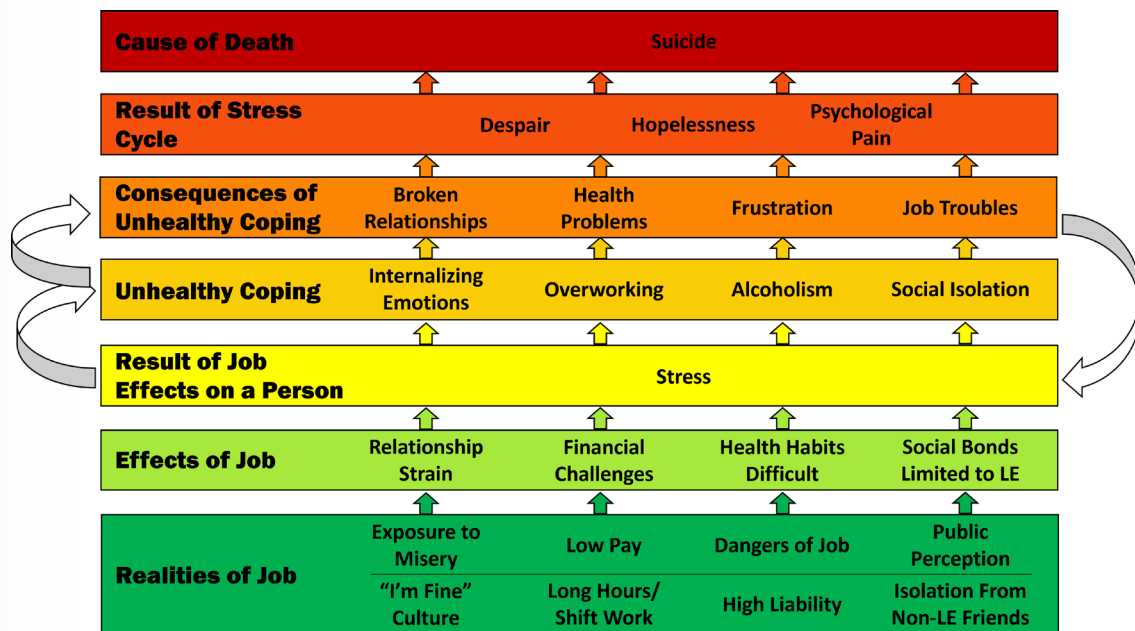 Cause of Death
Suicide
Result of Stress
Cycle
Despair
Hopelessness
Psychological
Pain
Consequences of
Unhealthy Coping
Broken
Relationships
Health
Problems
Frustration
Job Troubles
Unhealthy Coping
Internalizing
Emotions
Overworking
Alcoholism
Social Isolation
Result of Job
Effects on a Person
Stress
Effects of Job
Relationship
Strain
Financial
Challenges
Health Habits
Difficult
Social Bonds
Limited to LE
Realities of Job
Exposure to
Misery
Low Pay
Dangers of Job
Public
Perception
“I’m Fine”
Culture
Long Hours/
Shift Work
High Liability
Isolation From
Non-LE Friends